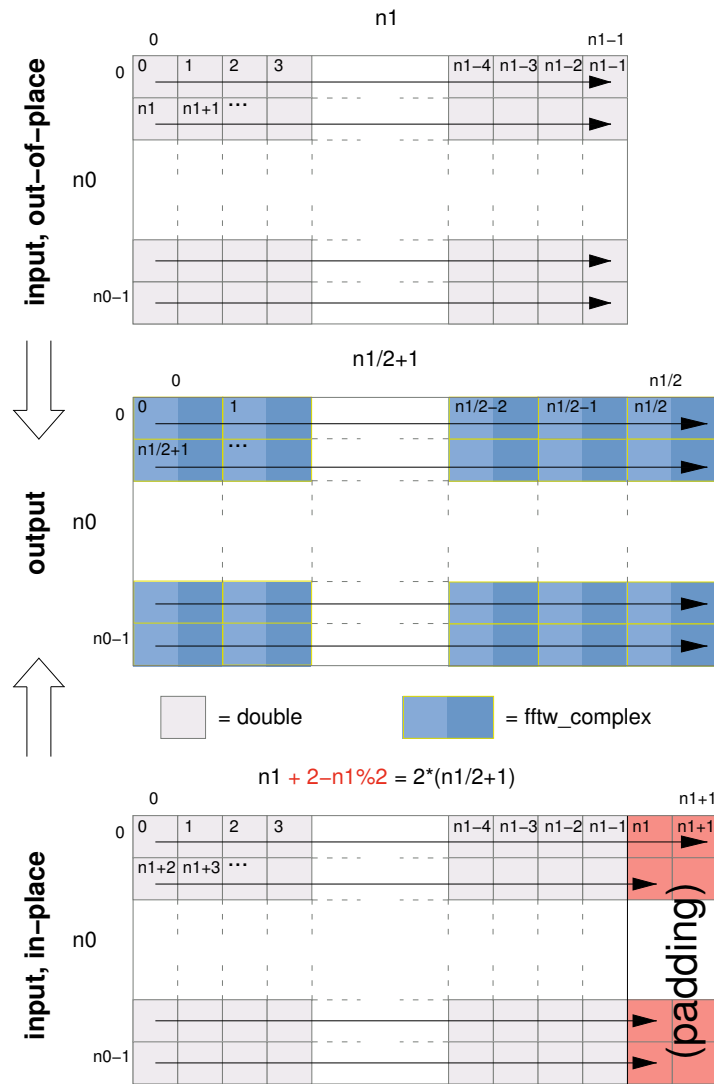 n1
0 n1−1
0 0 1 2 3 n1−4 n1−3 n1−2 n1−1
n1 n1+1 ...
n0
n0−1
input, out−of−place
n1/2+1
0 n1/2
0 0 1 n1/2−2 n1/2−1 n1/2
n1/2+1 ...
n0
n0−1
output
= double = fftw_complex
n1 + 2−n1%2 = 2*(n1/2+1)
0 n1+1
0 0 1 2 3 n1−4 n1−3 n1−2 n1−1 n1 n1+1
n1+2 n1+3 ...
n0
n0−1
input, in−place
(padding)